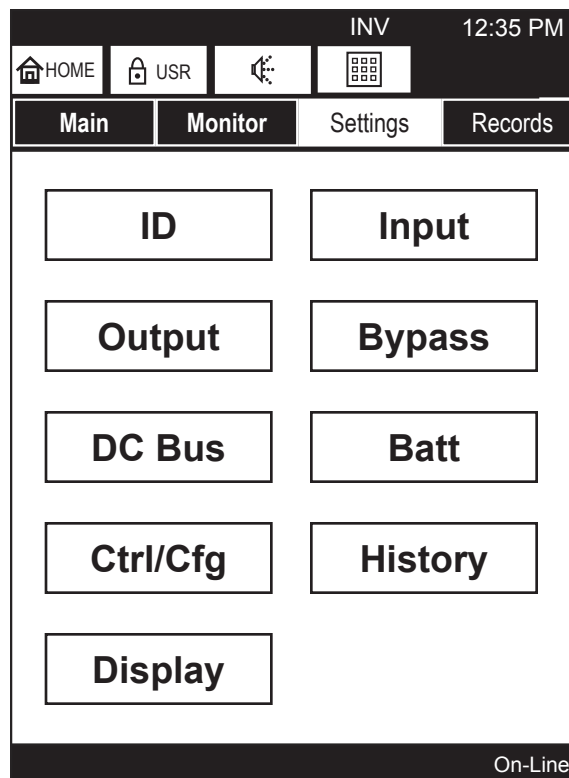 INV 12:35 PM
HOME USR
Main Monitor Settings Records
ID Input
Output Bypass
DC Bus Batt
Ctrl/Cfg History
Display
On-Line